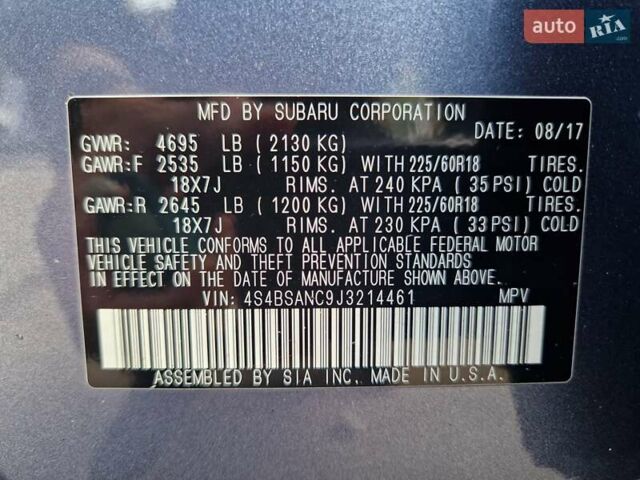 auto RIA.com
MFD BY SUBARU CORPORATION
DATE: 08/17
GVWR: 4695 LB ( 2130 KG)
GAWR:F 2535 LB ( 1150 KG) WITH 225/60R18 TIRES.
18X7J RIMS. AT 240 KPA ( 35 PSI) COLD
GAWR:R 2645 LB ( 1200 KG) WITH 225/60R18 TIRES.
18X7J RIMS. AT 230 KPA ( 33 PSI) COLD
THIS VEHICLE CONFORMS TO ALL APPLICABLE FEDERAL MOTOR
VEHICLE SAFETY AND THEFT PREVENTION STANDARDS
IN EFFECT ON THE DATE OF MANUFACTURE SHOWN ABOVE.
VIN: 4S4BSANC9J3214461 MPV
ASSEMBLED BY SIA INC. MADE IN U.S.A.